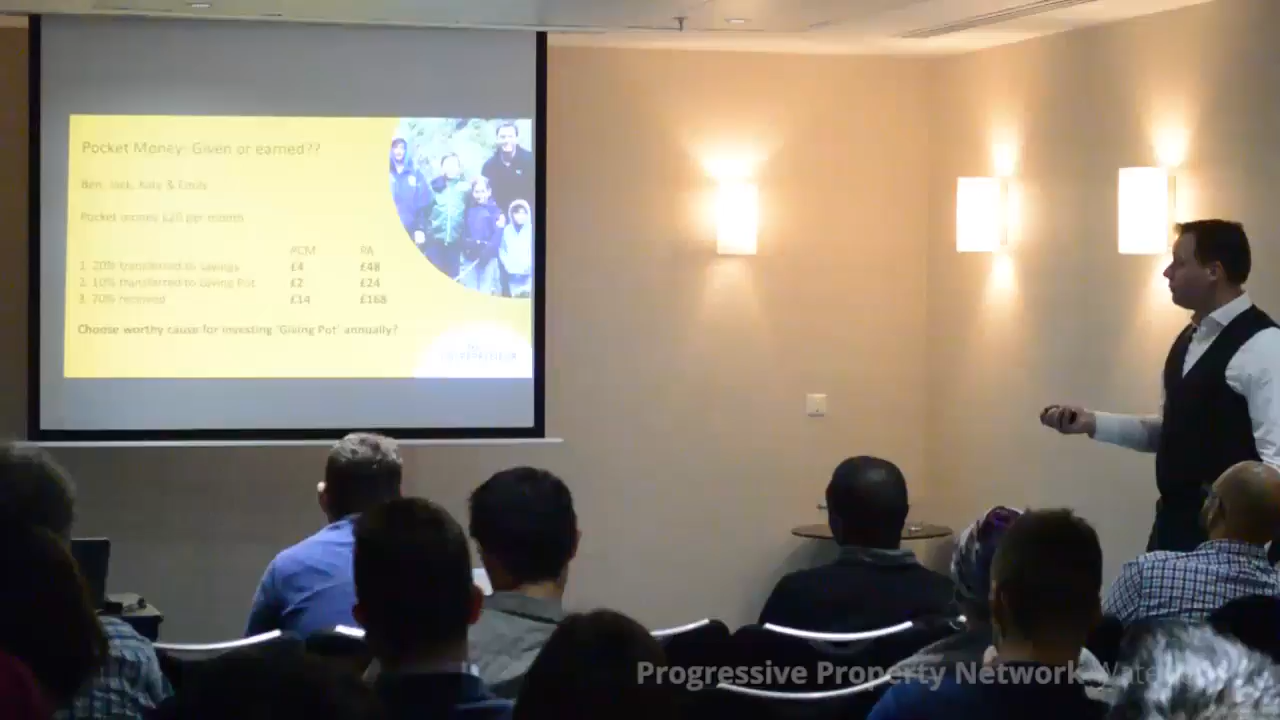 Pocket Money: Given or earned??
Ben, Jack, Katy & Emily
Pocket money £20 per month
PCM PA
1. 20% transferred to savings £4 £48
2. 10% transferred to Giving Pot £2 £24
3. 70% received £14 £168
Choose worthy cause for investing 'Giving Pot' annually?
Progressive Property Network